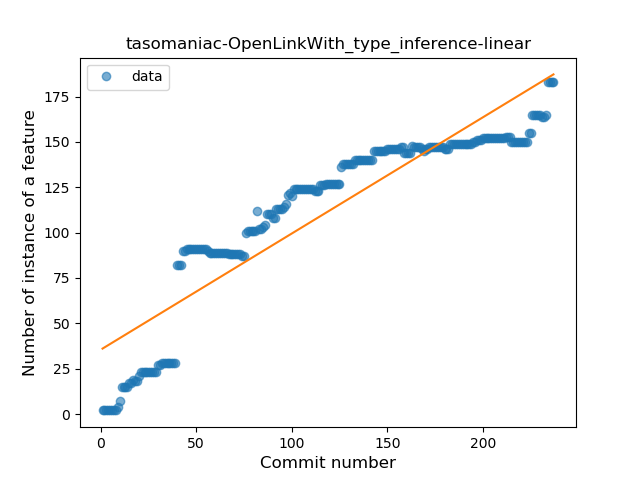 tasomaniac-OpenLinkWith_type_inference-linear
data
Number of instance of a feature
175
150
125
100
75
50
25
0
0 50 100 150 200
Commit number